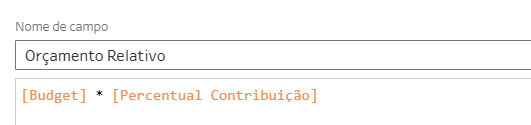 Nome de campo
Orçamento Relativo
[Budget] * [Percentual Contribuição]